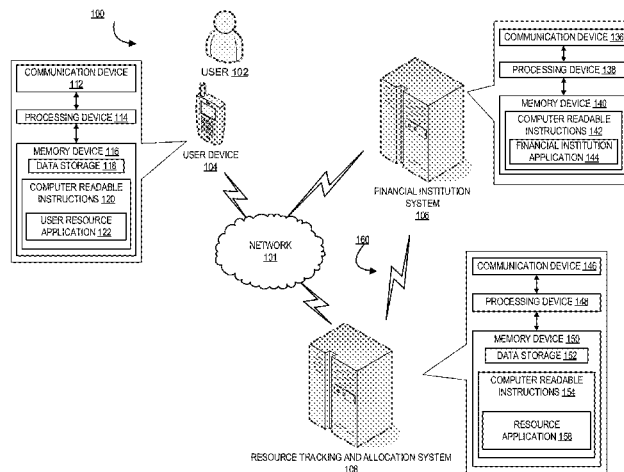 100
USER 102
COMMUNICATION DEVICE
112
PROCESSING DEVICE 114
MEMORY DEVICE 116
DATA STORAGE 118
COMPUTER READABLE
INSTRUCTIONS
120
USER RESOURCE
APPLICATION 122
USER DEVICE
104
COMMUNICATION DEVICE 136
PROCESSING DEVICE 138
MEMORY DEVICE 140
COMPUTER READABLE
INSTRUCTIONS 142
FINANCIAL INSTITUTION
APPLICATION
144
FINANCIAL INSTITUTION
SYSTEM
106
NETWORK
101
160
COMMUNICATION DEVICE 146
PROCESSING DEVICE 148
MEMORY DEVICE 150
DATA STORAGE 152
COMPUTER READABLE
INSTRUCTIONS 154
RESOURCE
APPLICATION 158
RESOURCE TRACKING AND ALLOCATION SYSTEM
108